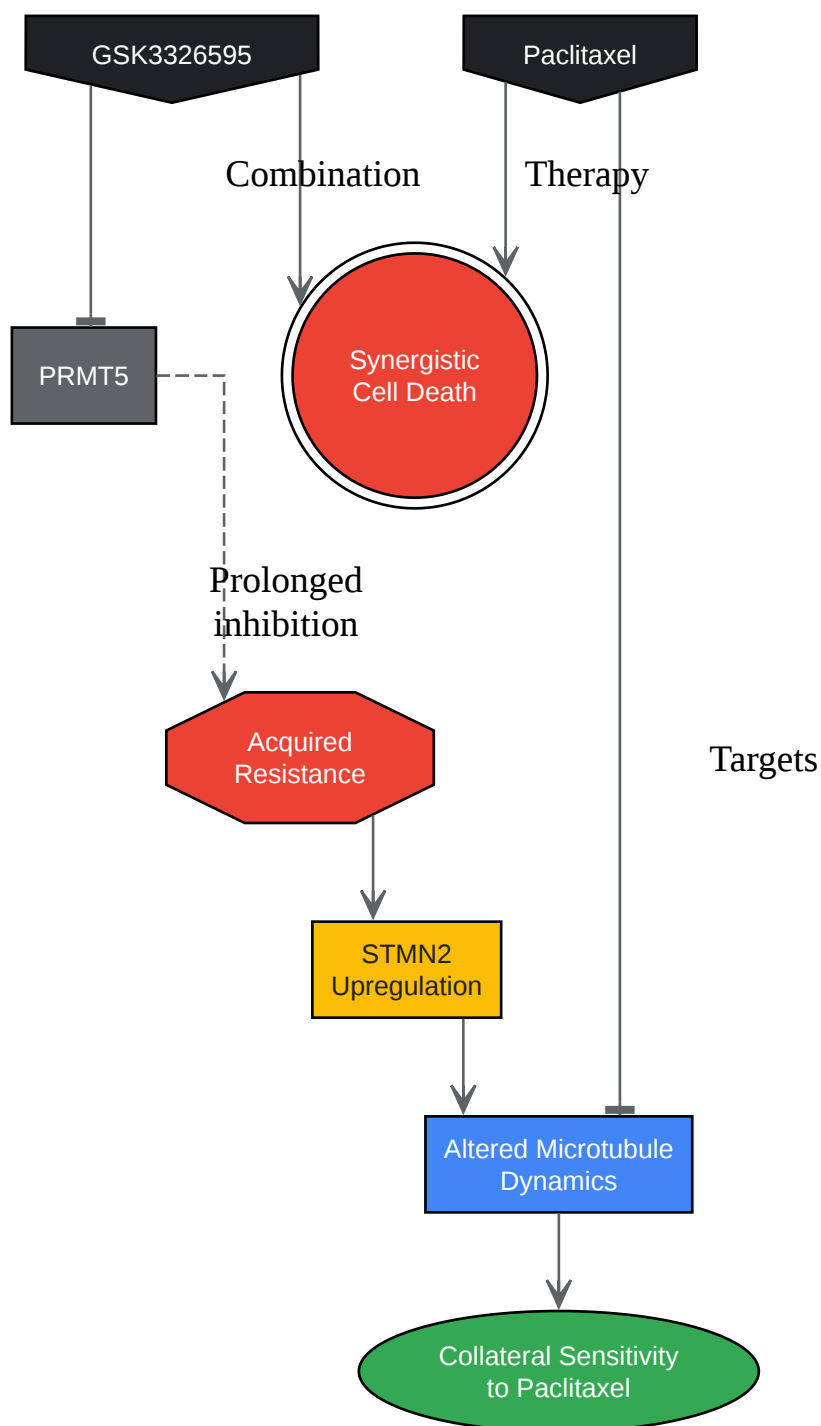 GSK3326595
Paclitaxel
Combination
Therapy
PRMT5
Synergistic
Cell Death
Prolonged
inhibition
Acquired
Resistance
Targets
STMN2
Upregulation
Altered Microtubule
Dynamics
Collateral Sensitivity
to Paclitaxel